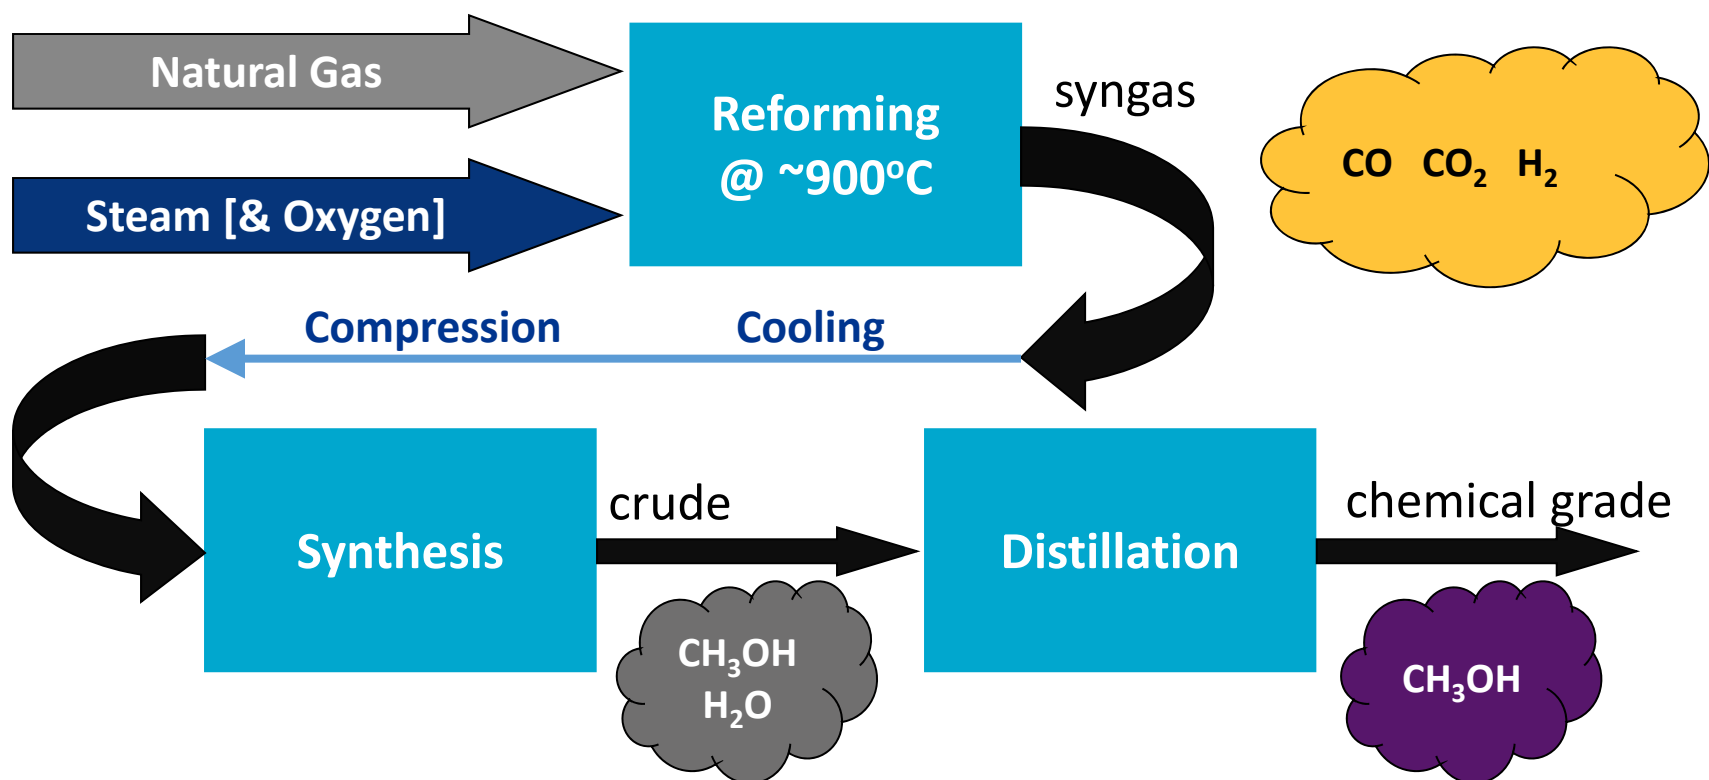 Natural Gas
Reforming
@ ~900°C
syngas
CO CO₂ H₂
Steam [& Oxygen]
Compression
Cooling
Synthesis
crude
CH₃OH
H₂O
Distillation
chemical grade
CH₃OH